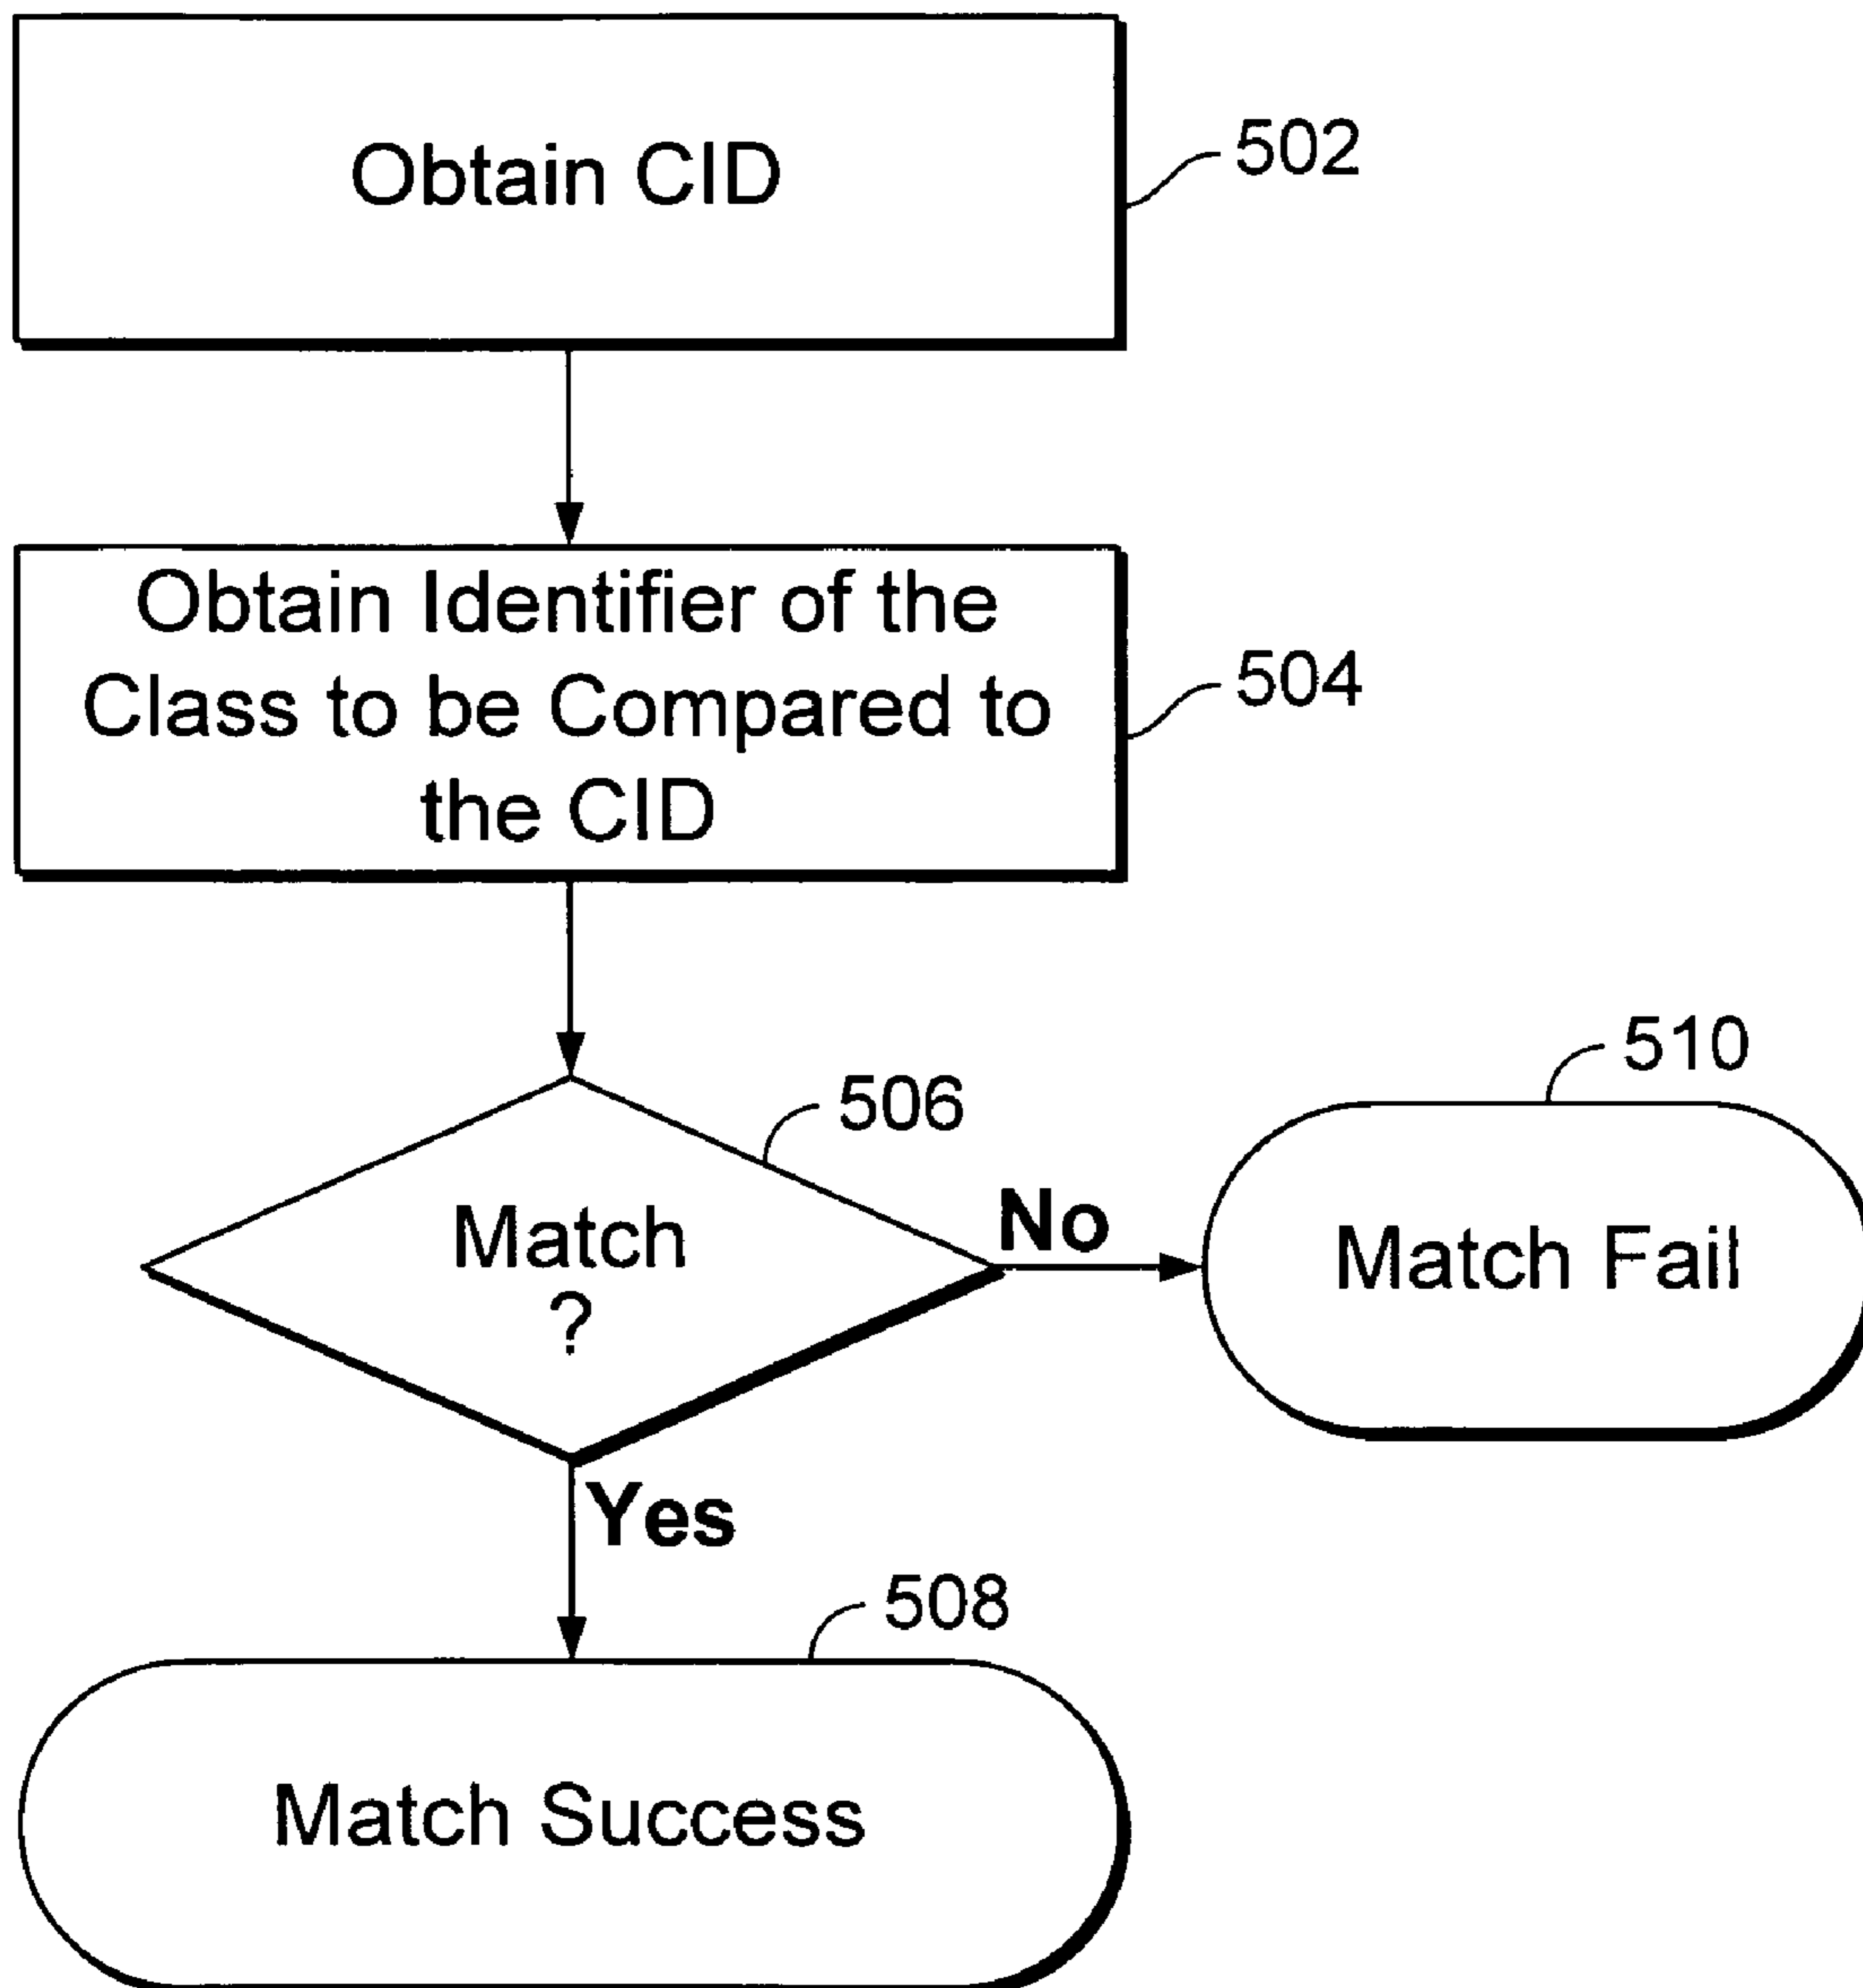 Obtain CID
502
Obtain Identifier of the
Class to be Compared to
the CID
504
506
Match
?
No
510
Match Fail
Yes
508
Match Success